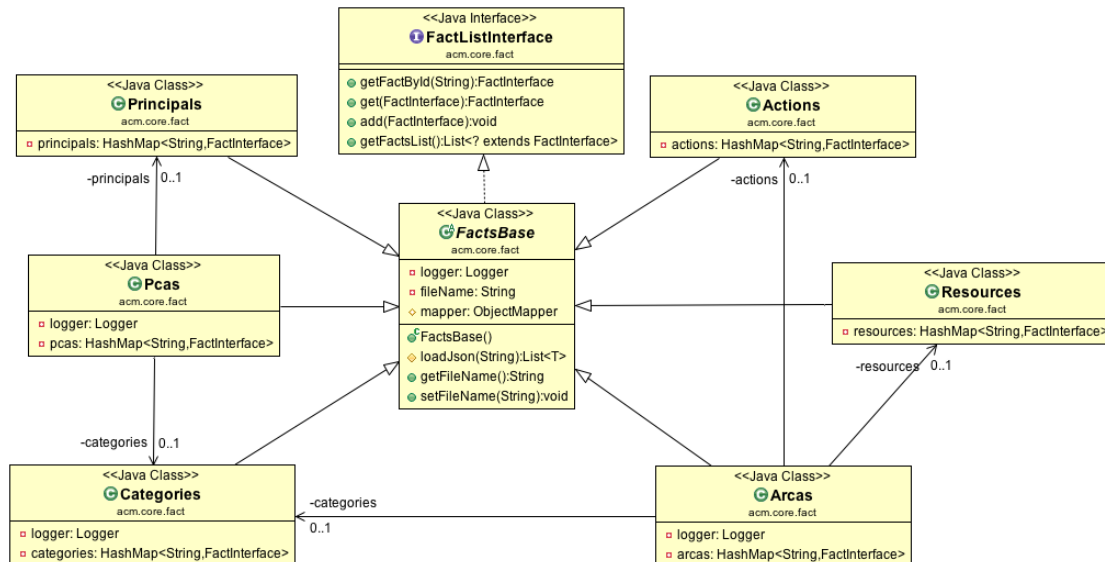 <<Java Interface>>
FactListInterface
acm.core.fact
getFactById(String):FactInterface
get(FactInterface):FactInterface
add(FactInterface):void
getFactsList():List<? extends FactInterface>
<<Java Class>>
Principals
acm.core.fact
principals: HashMap<String,FactInterface>
<<Java Class>>
Actions
acm.core.fact
actions: HashMap<String,FactInterface>
-principals
0..1
-actions
0..1
<<Java Class>>
FactsBase
acm.core.fact
logger: Logger
fileName: String
mapper: ObjectMapper
FactsBase()
loadJson(String):List<T>
getFileName():String
setFileName(String):void
<<Java Class>>
Pcas
acm.core.fact
logger: Logger
pcas: HashMap<String,FactInterface>
<<Java Class>>
Resources
acm.core.fact
resources: HashMap<String,FactInterface>
-resources
0..1
-categories
0..1
<<Java Class>>
Categories
acm.core.fact
logger: Logger
categories: HashMap<String,FactInterface>
-categories
0..1
<<Java Class>>
Arcas
acm.core.fact
logger: Logger
arcas: HashMap<String,FactInterface>